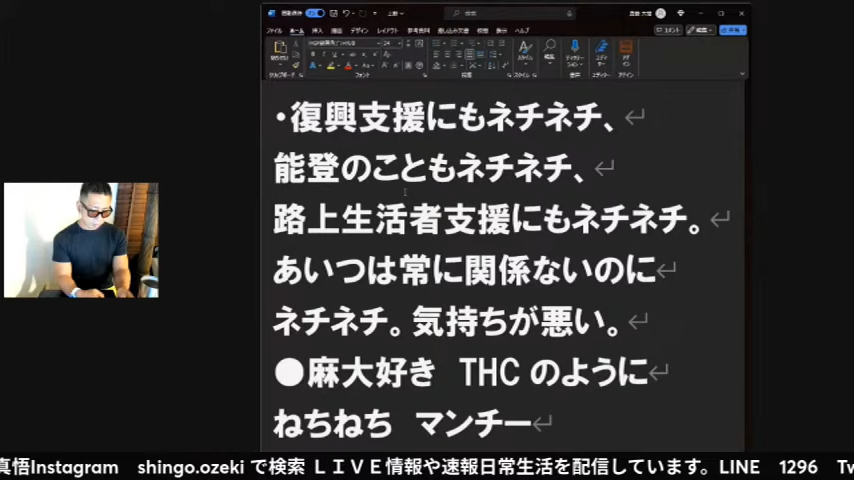 ・復興支援にもネチネチ、
能登のこともネチネチ、
路上生活者支援にもネチネチ。
あいつは常に関係ないのに
ネチネチ。気持ちが悪い。
●麻大好き　THCのように
ねちねち　マンチー
真悟Instagram　shingo.ozeki で検索 ＬＩＶＥ情報や速報日常生活を配信しています。LINE　1296　Tw